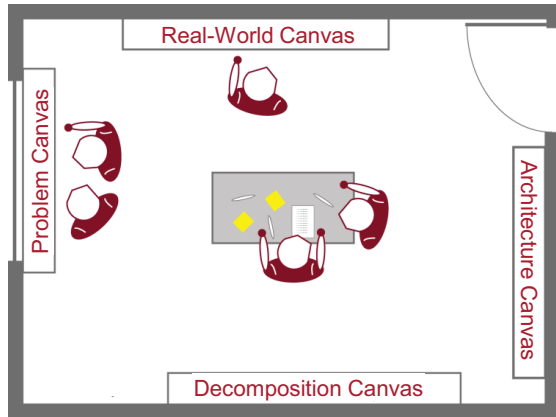 Real-World Canvas
Problem Canvas
Architecture Canvas
Decomposition Canvas